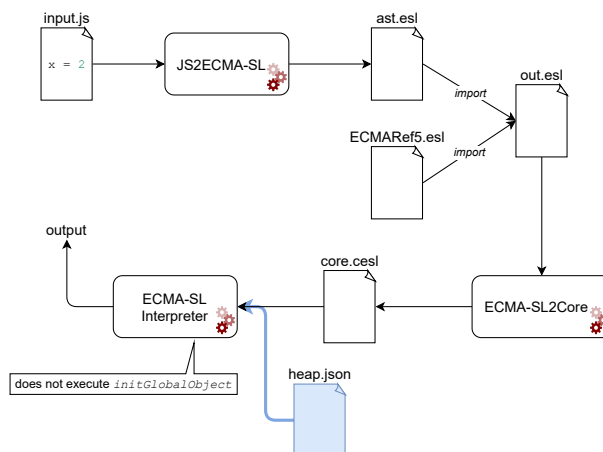 input.js
x = 2
JS2ECMA-SL
ast.esl
import
out.esl
ECMARef5.esl
import
output
ECMA-SL
Interpreter
core.cesl
ECMA-SL2Core
does not execute initGlobalObject
heap.json